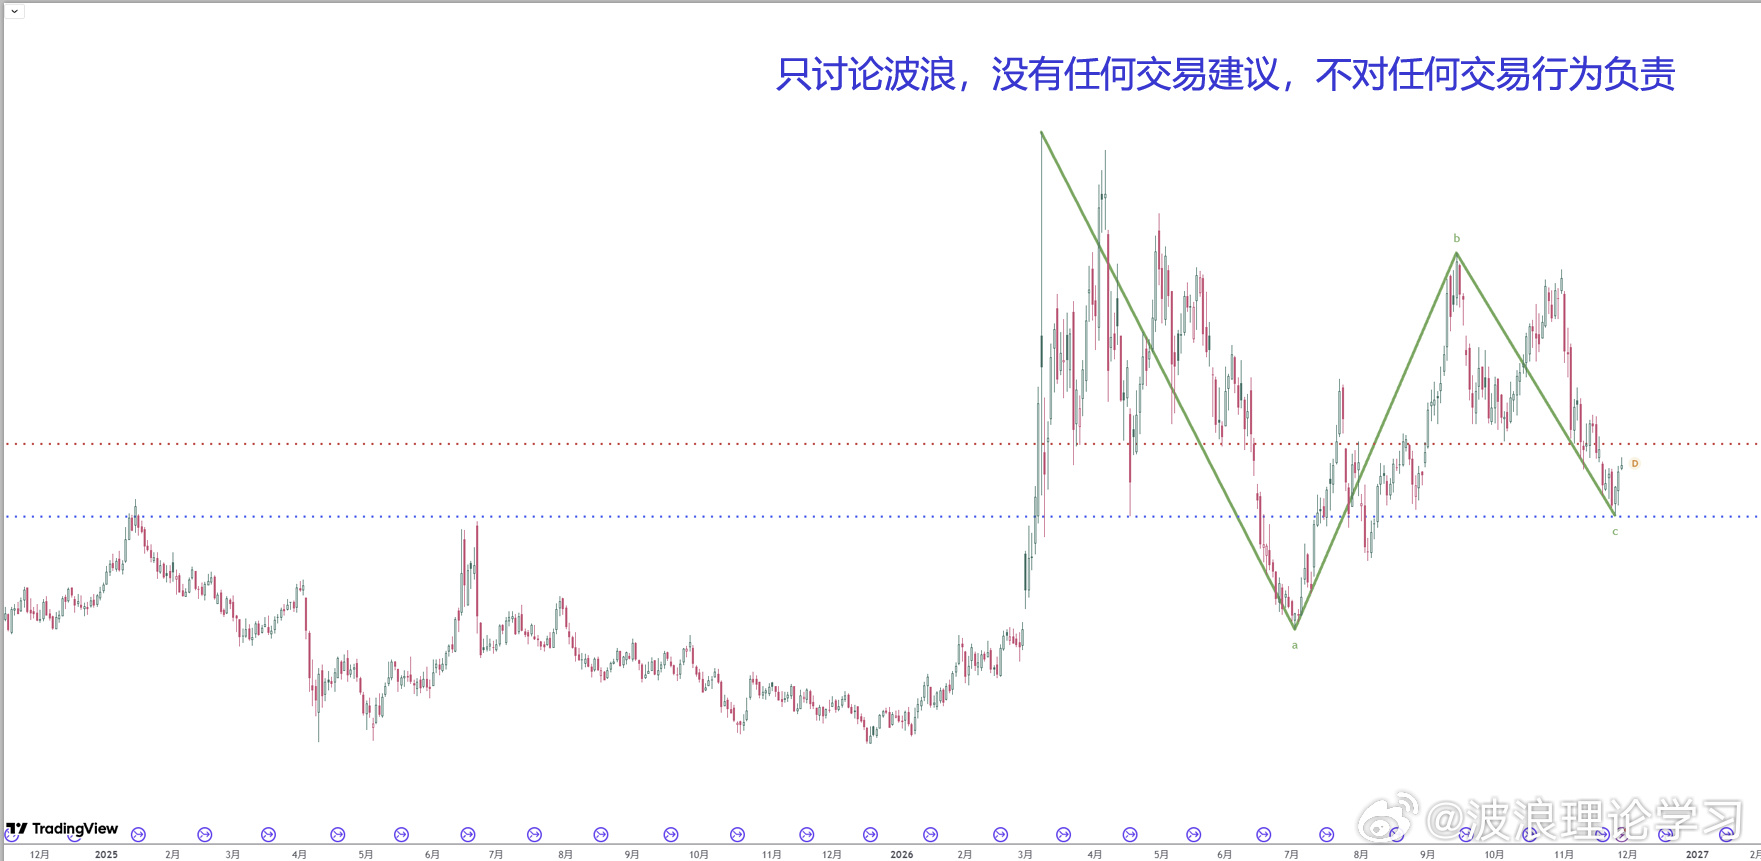 只讨论波浪，没有任何交易建议，不对任何交易行为负责
b
D
c
a
@波浪理论学习
TradingView
12月 2025 2月 3月 4月 5月 6月 7月 8月 9月 10月 11月 12月 2026 2月 3月 4月 5月 6月 7月 8月 9月 10月 11月 12月 2027 2月